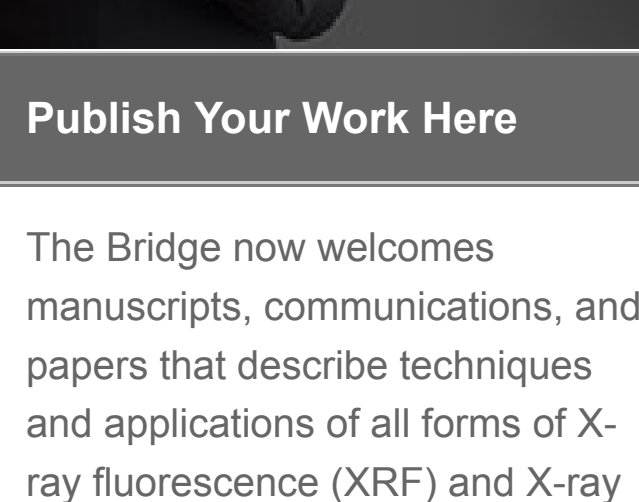 Publish Your Work Here
The Bridge now welcomes
manuscripts, communications, and
papers that describe techniques
and applications of all forms of X-
ray fluorescence (XRF) and X-ray